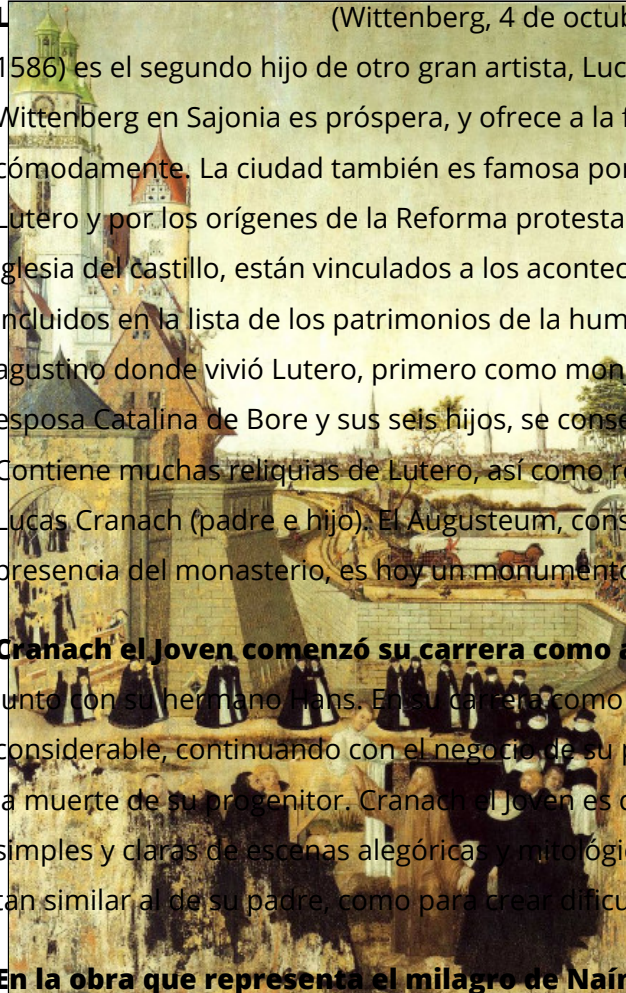 L (Wittenberg, 4 de octub
1586) es el segundo hijo de otro gran artista, Luc
Wittenberg en Sajonia es próspera, y ofrece a la f
cómodamente. La ciudad también es famosa por
Lutero y por los orígenes de la Reforma protesta
iglesia del castillo, están vinculados a los acontec
incluidos en la lista de los patrimonios de la hum
agustino donde vivió Lutero, primero como mon
esposa Catalina de Bore y sus seis hijos, se conse
Contiene muchas reliquias de Lutero, así como r
Lucas Cranach (padre e hijo). El Augusteum, cons
presencia del monasterio, es hoy un monumento
Cranach el Joven comenzó su carrera como a
junto con su hermano Hans. En su carrera como
considerable, continuando con el negocio de su p
la muerte de su progenitor. Cranach el Joven es c
simples y claras de escenas alegóricas y mitológic
tan similar al de su padre, como para crear dificu
En la obra que representa el milagro de Naín